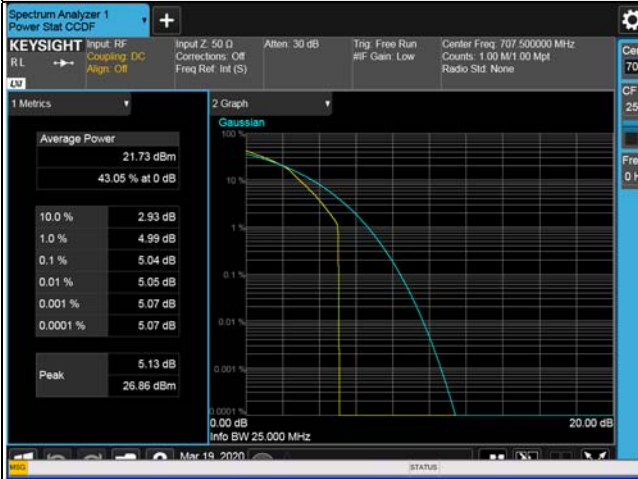 Spectrum Analyzer 1
Power Stat CCDF
KEYSIGHT
RL
LXI
Input: RF
Coupling: DC
Align: Off
Input Z: 50 Ω
Corrections: Off
Freq Ref: Int (S)
Atten: 30 dB
Trig: Free Run
#IF Gain: Low
Center Freq: 707.500000 MHz
Counts: 1.00 M/1.00 Mpt
Radio Std: None
1 Metrics
Average Power
21.73 dBm
43.05 % at 0 dB
10.0 % 2.93 dB
1.0 % 4.99 dB
0.1 % 5.04 dB
0.01 % 5.05 dB
0.001 % 5.07 dB
0.0001 % 5.07 dB
Peak
5.13 dB
26.86 dBm
2 Graph
Gaussian
100 %
10 %
1 %
0.1 %
0.01 %
0.001 %
0.0001 %
0.00 dB 20.00 dB
Info BW 25.000 MHz
CF
25
0 H
Mar 19, 2020
MSG
STATUS